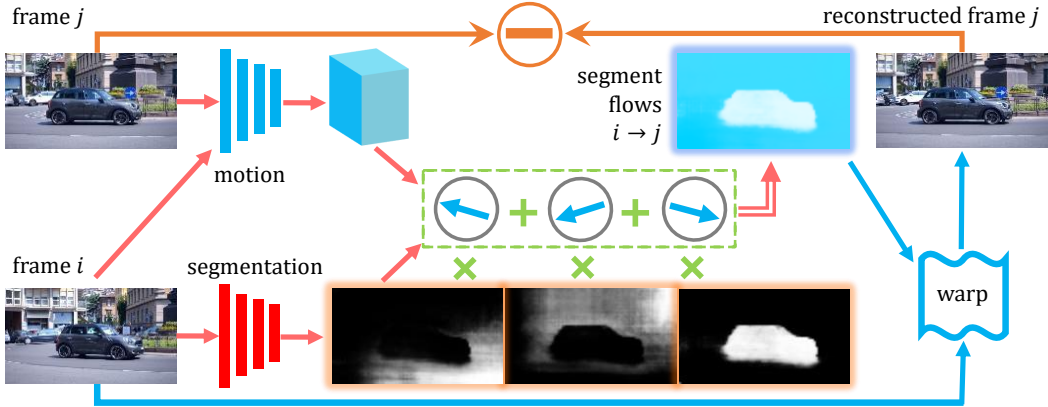 frame j
reconstructed frame j
segment
flows
i → j
motion
frame i
segmentation
warp